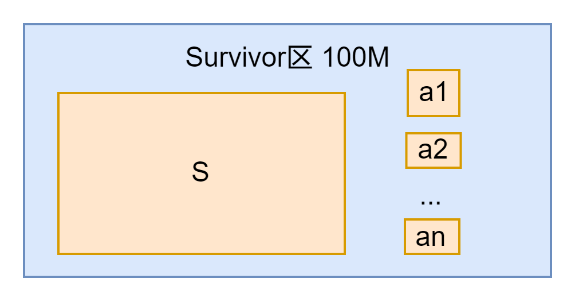 Survivor区 100M
a1
S
a2
...
an